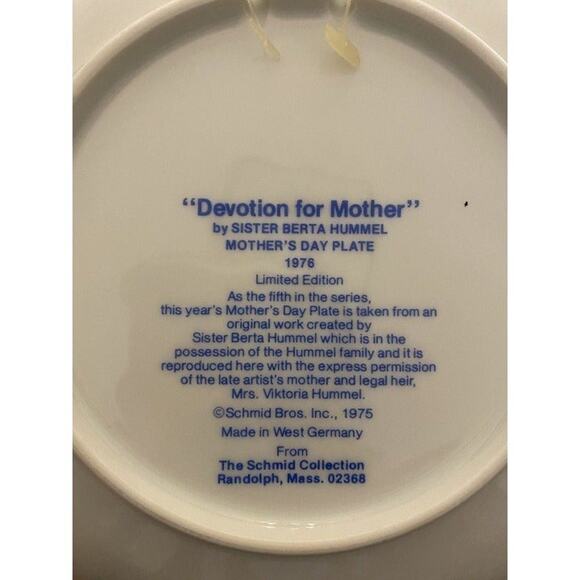 “Devotion for Mother”
by SISTER BERTA HUMMEL
MOTHER'S DAY PLATE
1976
Limited Edition
As the fifth in the series,
this year's Mother's Day Plate is taken from an
original work created by
Sister Berta Hummel which is in the
possession of the Hummel family and it is
reproduced here with the express permission
of the late artist's mother and legal heir,
Mrs. Viktoria Hummel.
©Schmid Bros. Inc., 1975
Made in West Germany
From
The Schmid Collection
Randolph, Mass. 02368